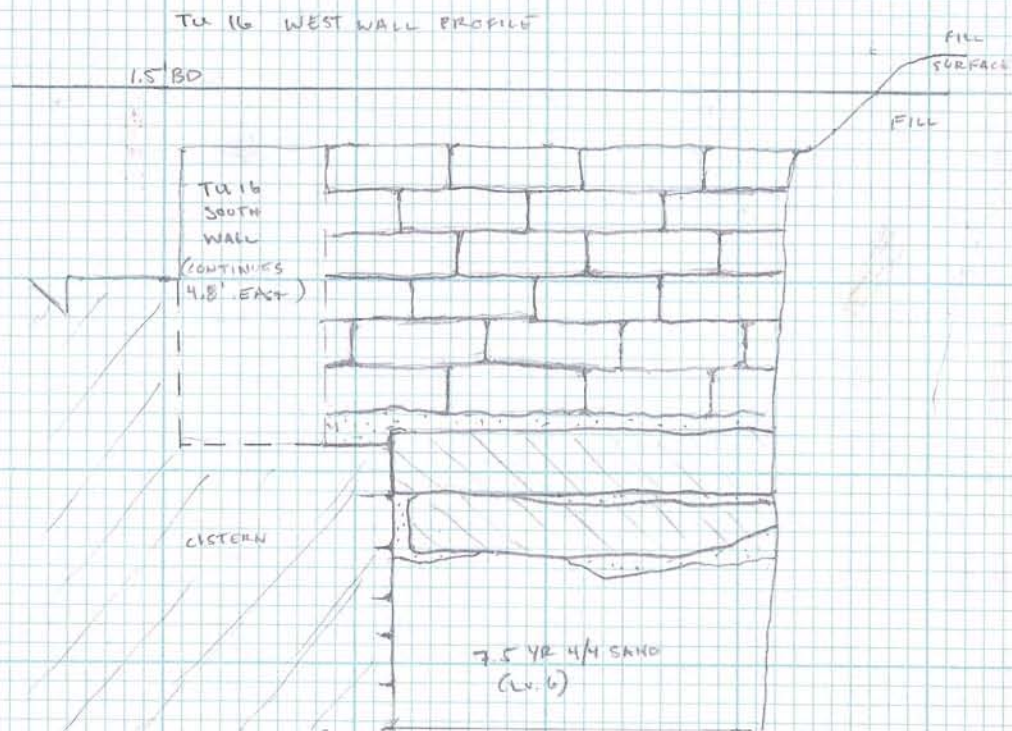 TU 16 WEST WALL PROFILE
1.5' BD
FILL
SURFACE
FILL
TU 16
SOUTH
WALL
(CONTINUES
4.8' EAST)
CISTERN
7.5 YR 4/4 SAND
(LV. 6)